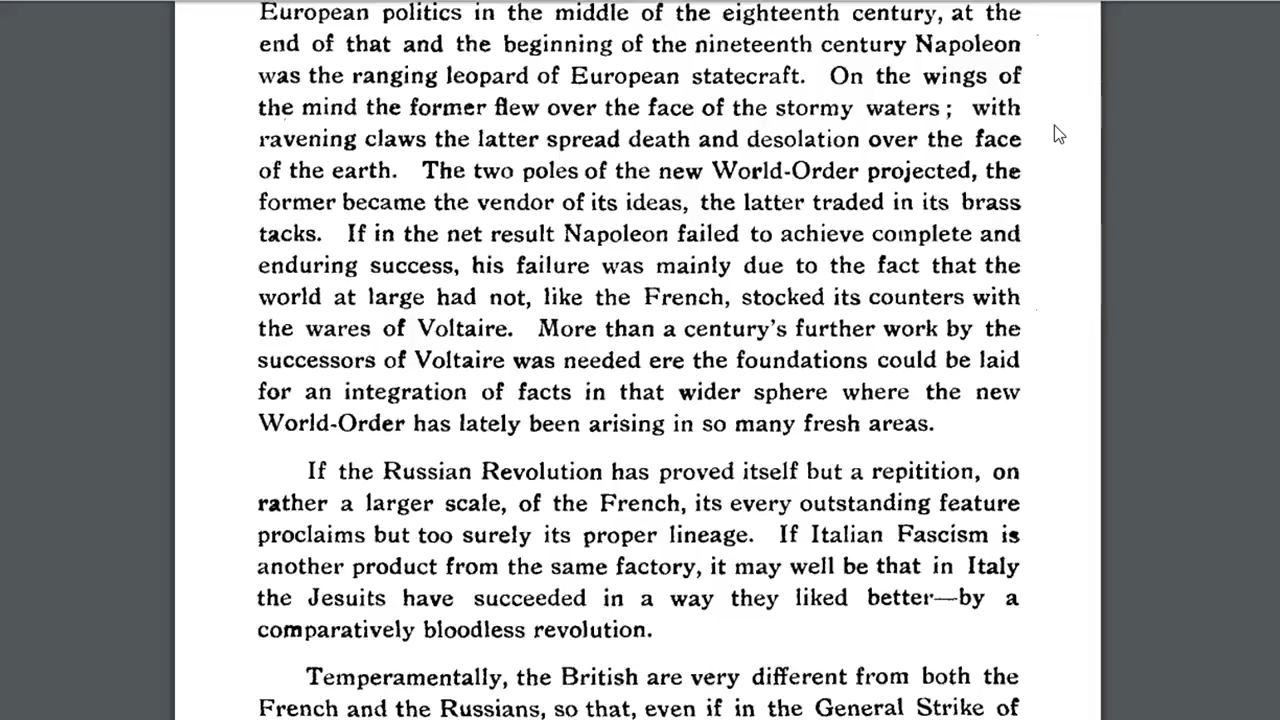 European politics in the middle of the eighteenth century, at the
end of that and the beginning of the nineteenth century Napoleon
was the ranging leopard of European statecraft. On the wings of
the mind the former flew over the face of the stormy waters; with
ravening claws the latter spread death and desolation over the face
of the earth. The two poles of the new World-Order projected, the
former became the vendor of its ideas, the latter traded in its brass
tacks. If in the net result Napoleon failed to achieve complete and
enduring success, his failure was mainly due to the fact that the
world at large had not, like the French, stocked its counters with
the wares of Voltaire. More than a century's further work by the
successors of Voltaire was needed ere the foundations could be laid
for an integration of facts in that wider sphere where the new
World-Order has lately been arising in so many fresh areas.
If the Russian Revolution has proved itself but a repitition, on
rather a larger scale, of the French, its every outstanding feature
proclaims but too surely its proper lineage. If Italian Fascism is
another product from the same factory, it may well be that in Italy
the Jesuits have succeeded in a way they liked better—by a
comparatively bloodless revolution.
Temperamentally, the British are very different from both the
French and the Russians, so that, even if in the General Strike of